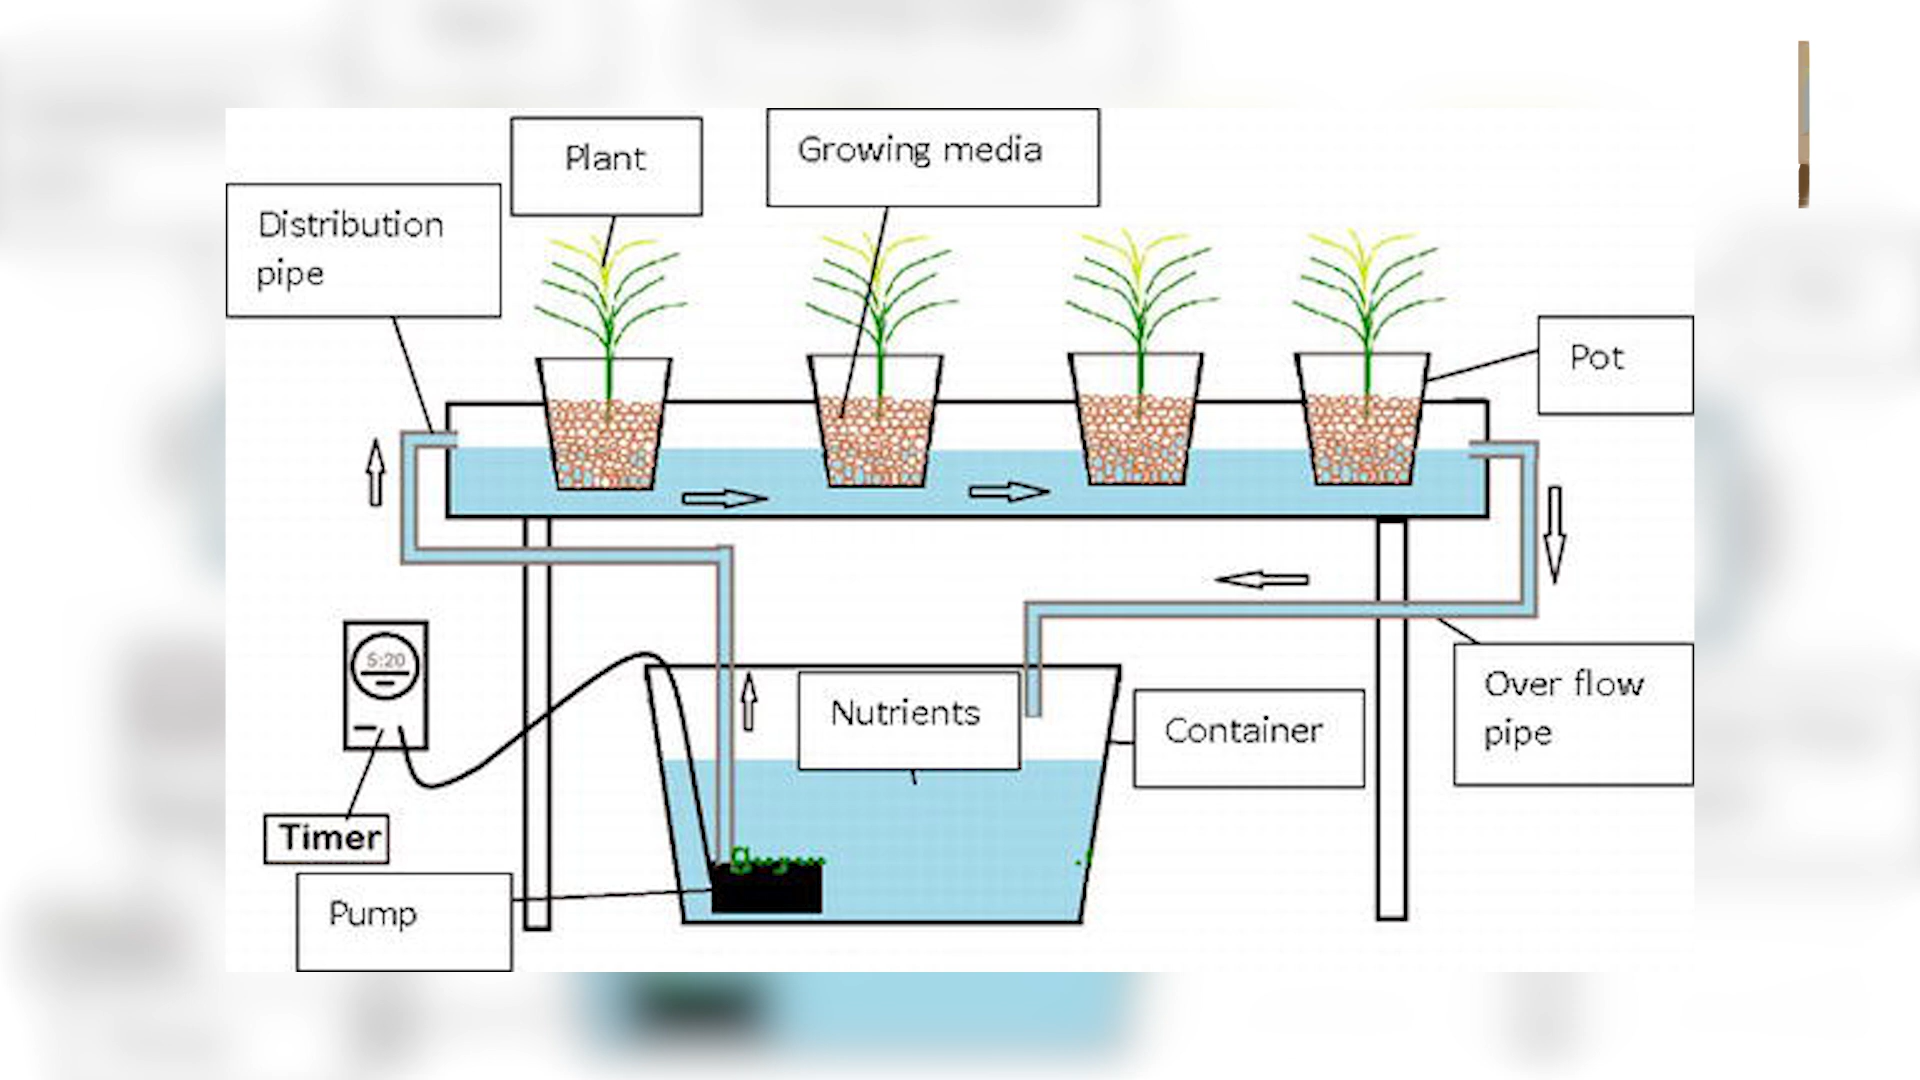 Plant
Growing media
Distribution
pipe
Pot
5:20
Nutrients
Container
Over flow
pipe
Timer
Pump